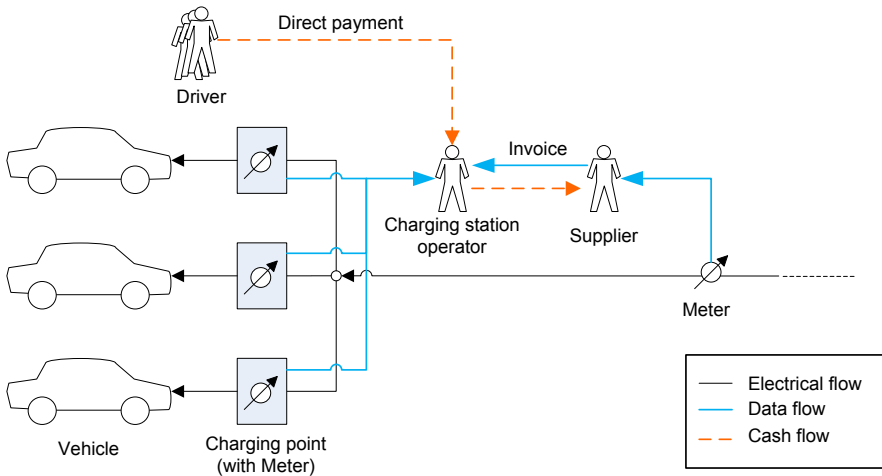 Direct payment
Driver
Invoice
Charging station
operator
Supplier
Meter
Vehicle
Charging point
(with Meter)
Electrical flow
Data flow
Cash flow